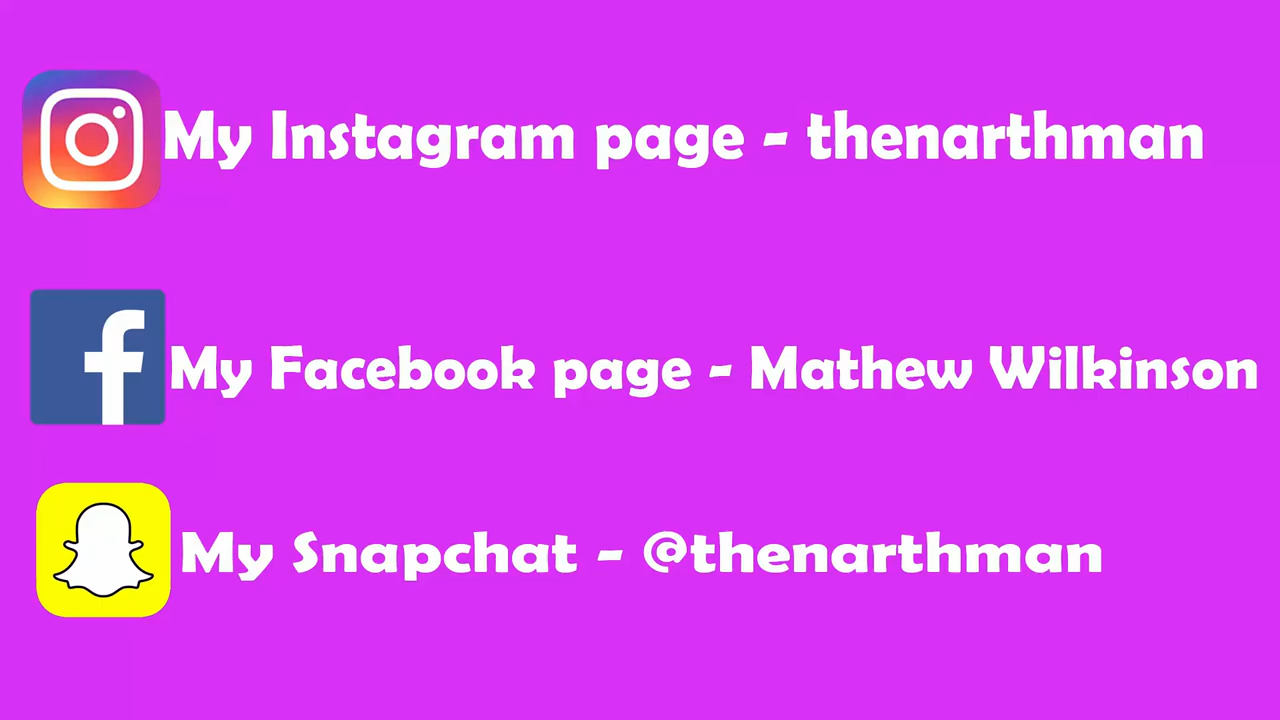 My Instagram page - thenarthman
My Facebook page - Mathew Wilkinson
My Snapchat - @thenarthman